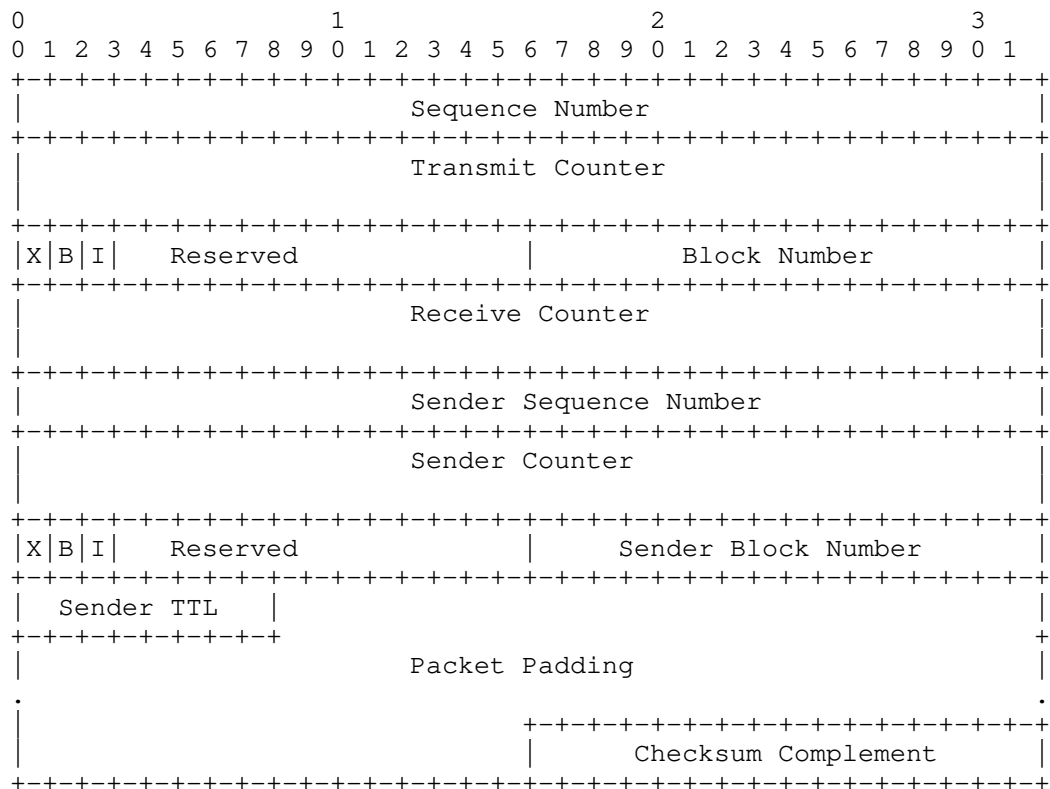 0                   1                   2                   3
0 1 2 3 4 5 6 7 8 9 0 1 2 3 4 5 6 7 8 9 0 1 2 3 4 5 6 7 8 9 0 1
+-+-+-+-+-+-+-+-+-+-+-+-+-+-+-+-+-+-+-+-+-+-+-+-+-+-+-+-+-+-+-+-+
|                        Sequence Number                        |
+-+-+-+-+-+-+-+-+-+-+-+-+-+-+-+-+-+-+-+-+-+-+-+-+-+-+-+-+-+-+-+-+
|                        Transmit Counter                       |
|                                                               |
+-+-+-+-+-+-+-+-+-+-+-+-+-+-+-+-+-+-+-+-+-+-+-+-+-+-+-+-+-+-+-+-+
|X|B|I|   Reserved              |         Block Number          |
+-+-+-+-+-+-+-+-+-+-+-+-+-+-+-+-+-+-+-+-+-+-+-+-+-+-+-+-+-+-+-+-+
|                        Receive Counter                        |
|                                                               |
+-+-+-+-+-+-+-+-+-+-+-+-+-+-+-+-+-+-+-+-+-+-+-+-+-+-+-+-+-+-+-+-+
|                        Sender Sequence Number                 |
+-+-+-+-+-+-+-+-+-+-+-+-+-+-+-+-+-+-+-+-+-+-+-+-+-+-+-+-+-+-+-+-+
|                        Sender Counter                         |
|                                                               |
+-+-+-+-+-+-+-+-+-+-+-+-+-+-+-+-+-+-+-+-+-+-+-+-+-+-+-+-+-+-+-+-+
|X|B|I|   Reserved              |     Sender Block Number       |
+-+-+-+-+-+-+-+-+-+-+-+-+-+-+-+-+-+-+-+-+-+-+-+-+-+-+-+-+-+-+-+-+
|  Sender TTL   |                                               |
+-+-+-+-+-+-+-+-+                                               +
|                        Packet Padding                         |
.                                                               .
|                               +-+-+-+-+-+-+-+-+-+-+-+-+-+-+-+-+
|                               |      Checksum Complement      |
+-+-+-+-+-+-+-+-+-+-+-+-+-+-+-+-+-+-+-+-+-+-+-+-+-+-+-+-+-+-+-+-+